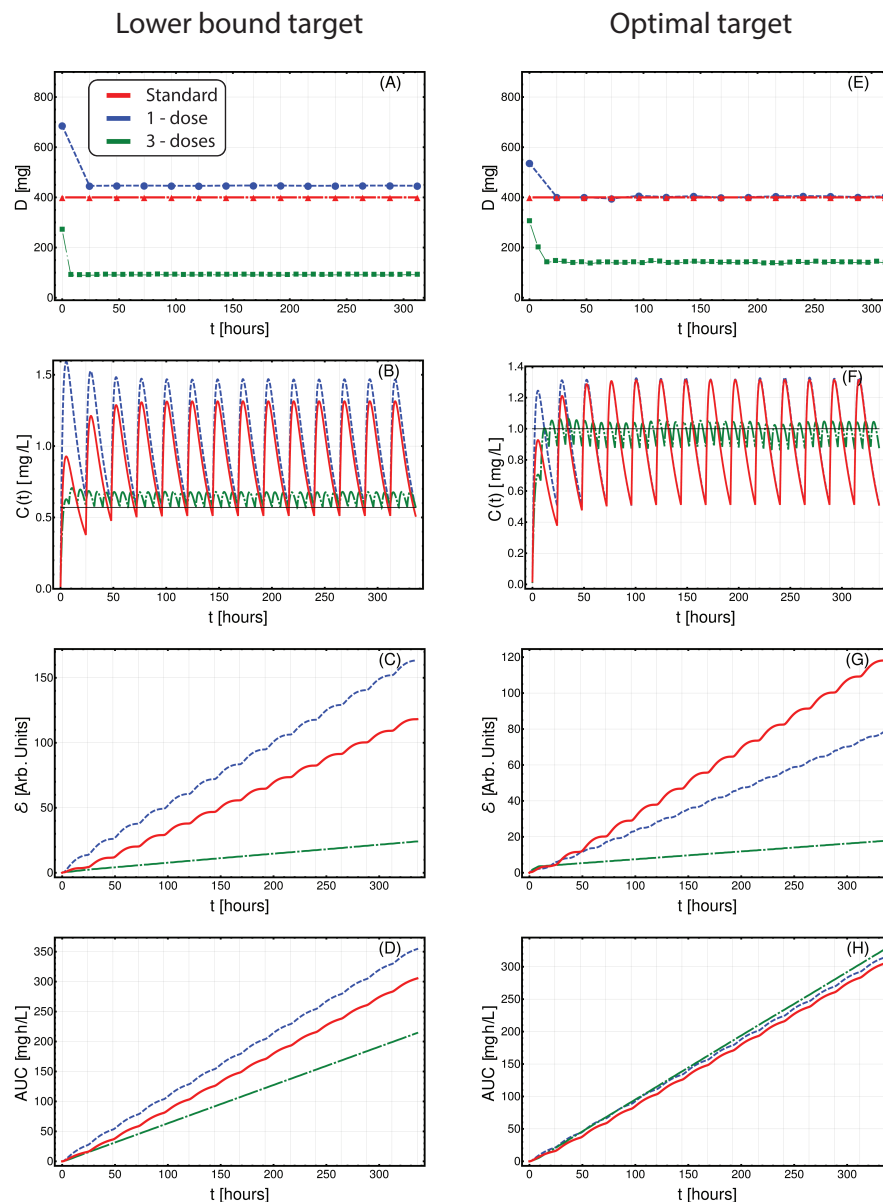 Lower bound target
Optimal target
(A)
Standard
1 - dose
3 - doses
D [mg]
800
600
400
200
0
0 50 100 150 200 250 300
t [hours]
(E)
D [mg]
800
600
400
200
0
0 50 100 150 200 250 300
t [hours]
(B)
C(t) [ mg /L]
1.5
1.0
0.5
0.0
0 50 100 150 200 250 300
t [hours]
(F)
C(t) [ mg /L]
1.4
1.2
1.0
0.8
0.6
0.4
0.2
0.0
0 50 100 150 200 250 300
t [hours]
(C)
ℰ [Arb. Units]
150
100
50
0
0 50 100 150 200 250 300
t [hours]
(G)
ℰ [Arb. Units]
120
100
80
60
40
20
0
0 50 100 150 200 250 300
t [hours]
(D)
AUC [mg h/L]
350
300
250
200
150
100
50
0
0 50 100 150 200 250 300
t [hours]
(H)
AUC [mg h/L]
300
250
200
150
100
50
0
0 50 100 150 200 250 300
t [hours]